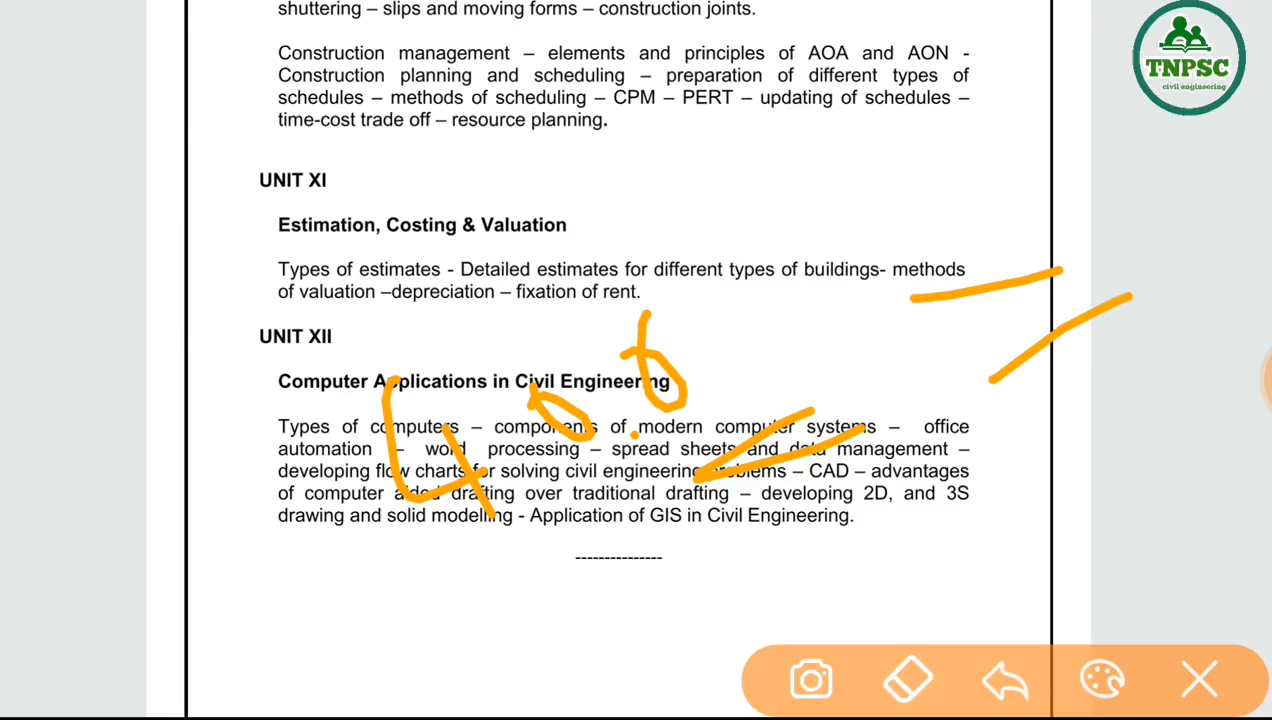 shuttering – slips and moving forms – construction joints.
TNPSC
civil engineering
Construction management – elements and principles of AOA and AON -
Construction planning and scheduling – preparation of different types of
schedules – methods of scheduling – CPM – PERT – updating of schedules –
time-cost trade off – resource planning.
UNIT XI
Estimation, Costing & Valuation
Types of estimates - Detailed estimates for different types of buildings- methods
of valuation –depreciation – fixation of rent.
UNIT XII
Computer Applications in Civil Engineering
Types of computers – components of modern computer systems – office
automation – word processing – spread sheets and data management –
developing flow charts for solving civil engineering problems – CAD – advantages
of computer aided drafting over traditional drafting – developing 2D, and 3S
drawing and solid modelling - Application of GIS in Civil Engineering.
---------------